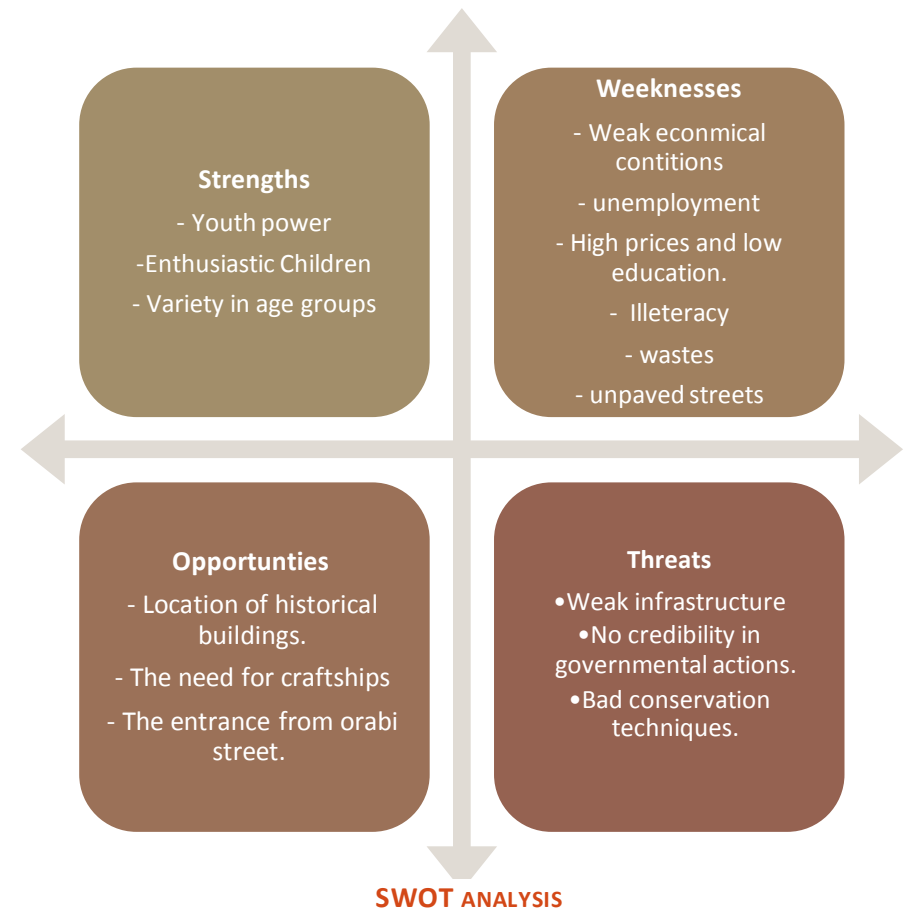 Strengths
- Youth power
-Enthusiastic Children
- Variety in age groups
Weeknesses
- Weak econmical
contitions
- unemployment
- High prices and low
education.
- Illeteracy
- wastes
- unpaved streets
Opportunties
- Location of historical
buildings.
- The need for craftships
- The entrance from orabi
street.
Threats
•Weak infrastructure
•No credibility in
governmental actions.
•Bad conservation
techniques.
SWOT ANALYSIS